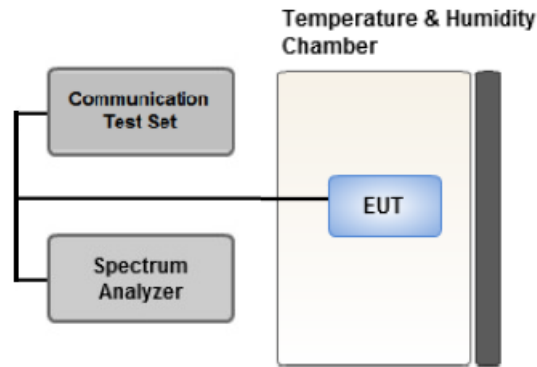 Temperature & Humidity
Chamber
Communication
Test Set
EUT
Spectrum
Analyzer